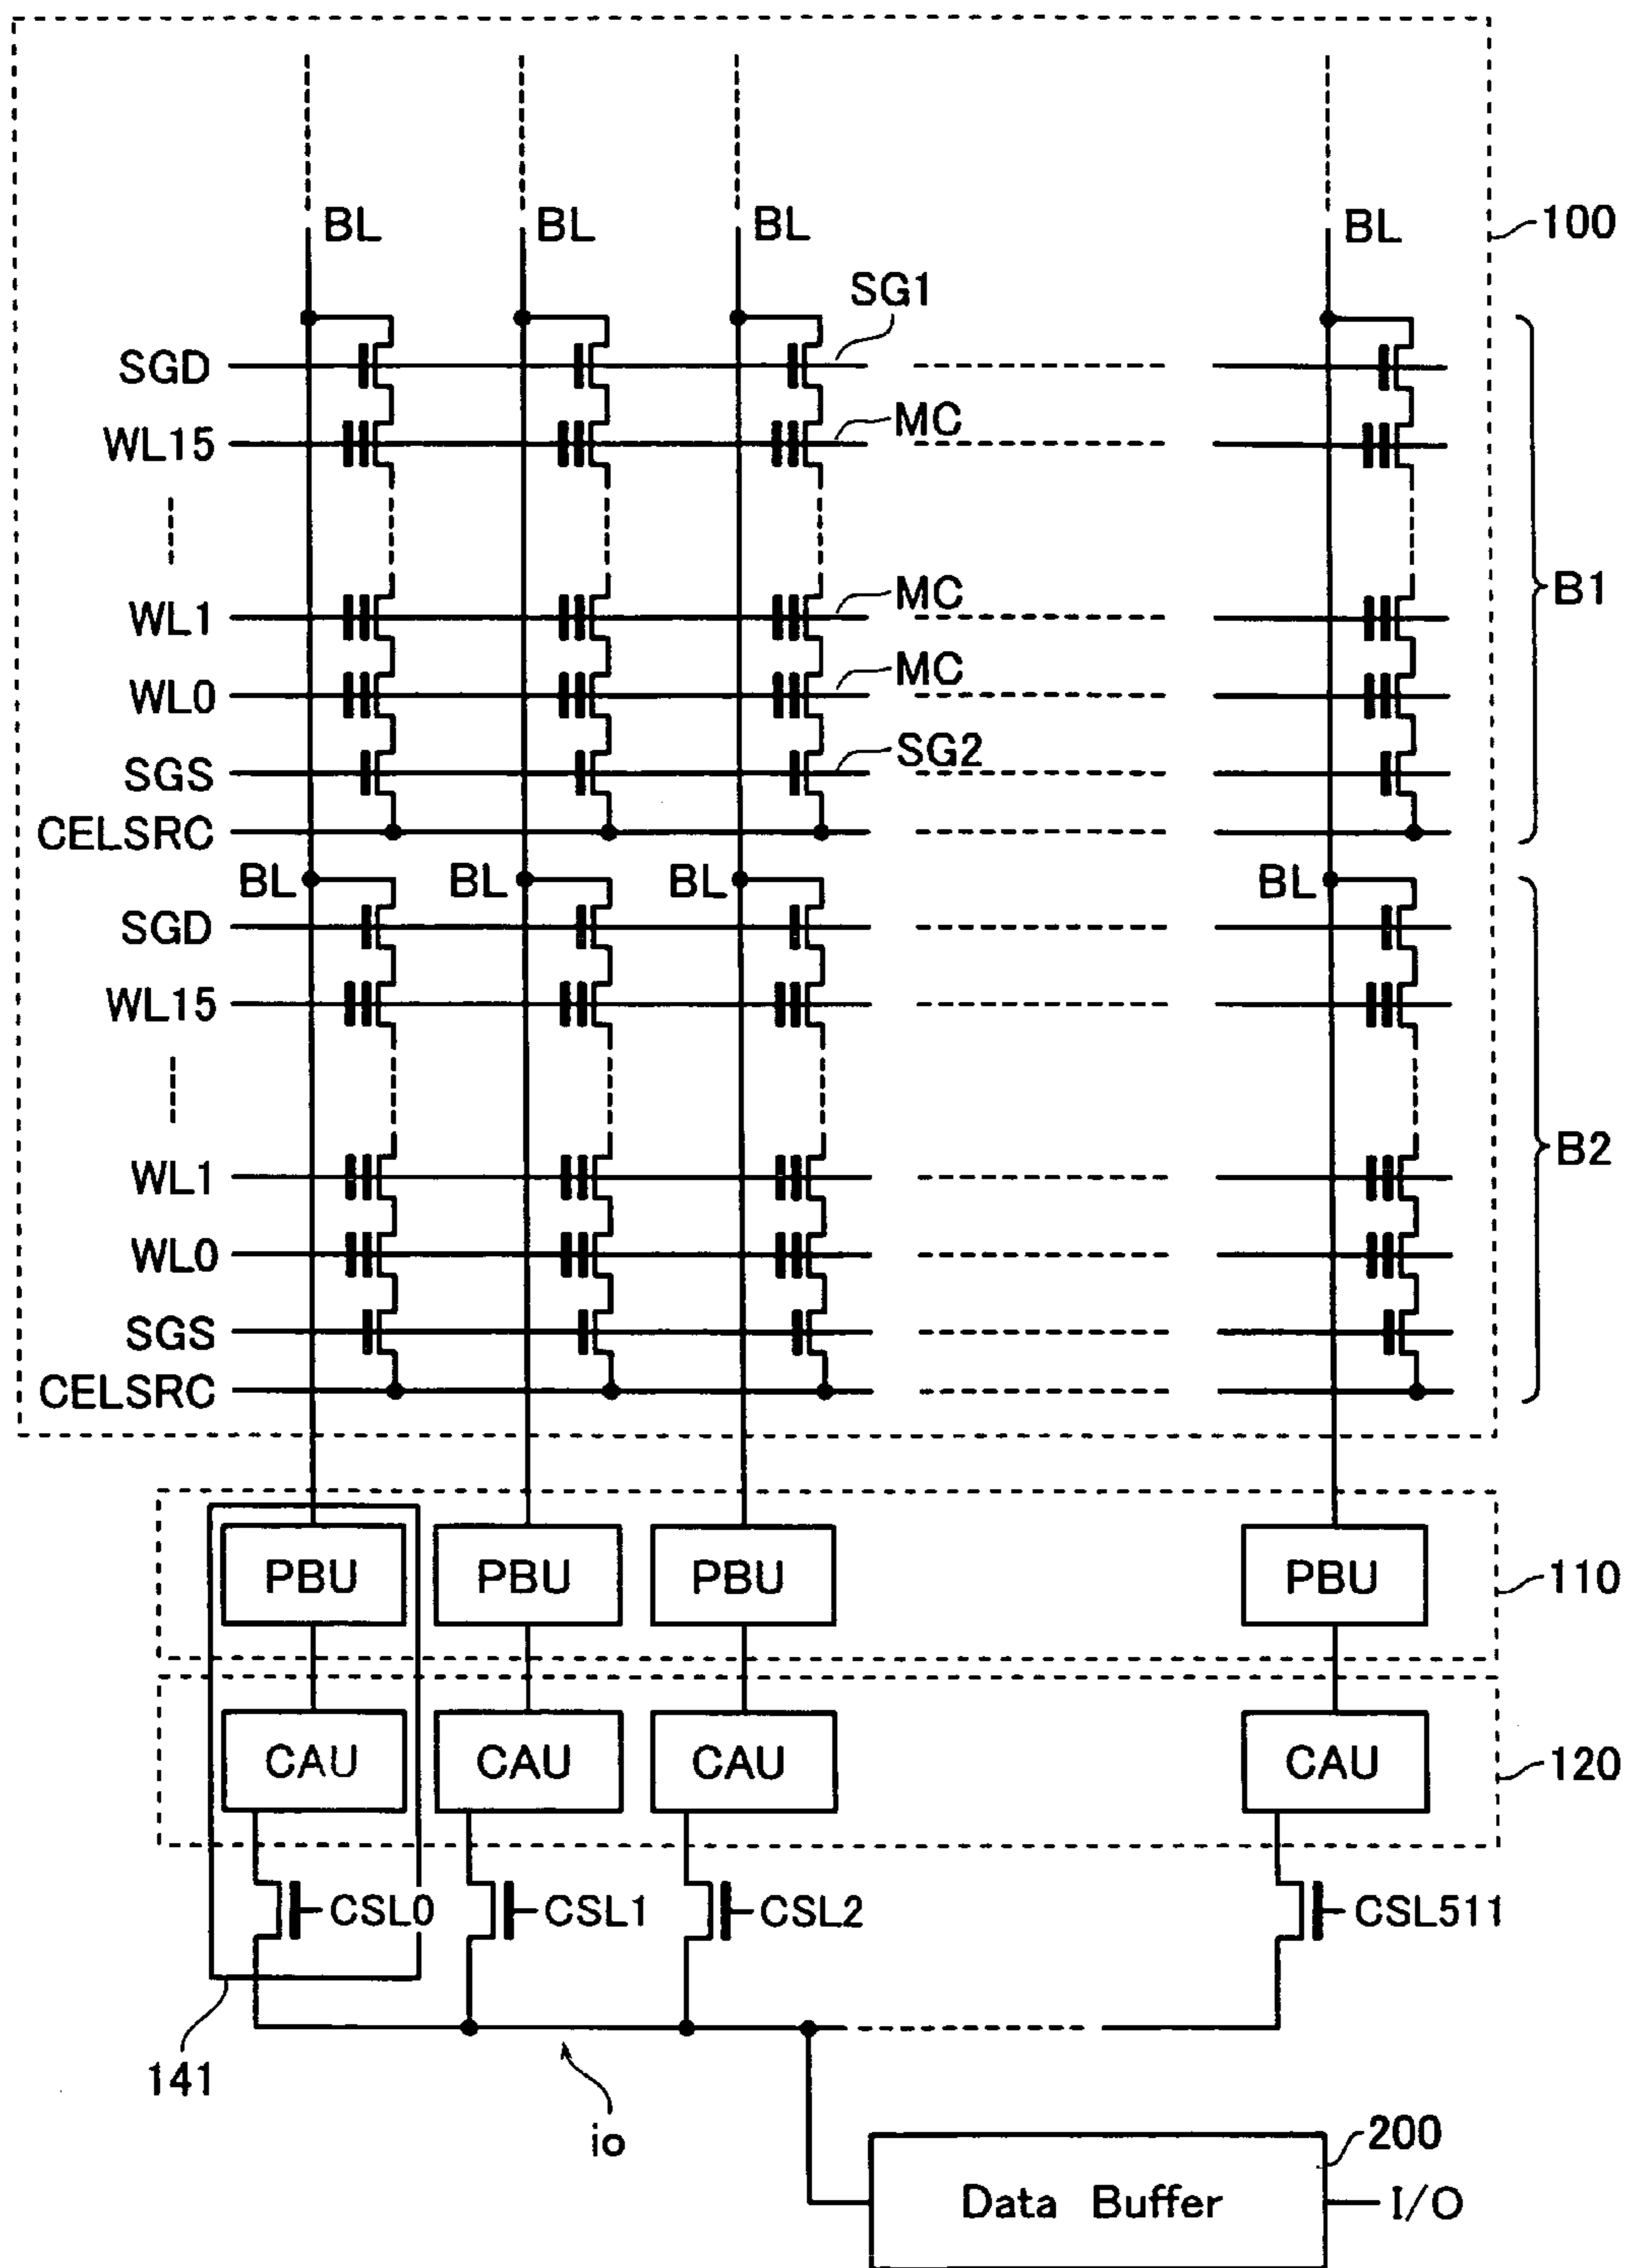 BL BL BL BL
100
SG1
SGD
MC
WL15
MC
WL1
B1
MC
WL0
SG2
SGS
CELSRC
BL BL BL BL
SGD
WL15
WL1
B2
WL0
SGS
CELSRC
PBU PBU PBU PBU
110
CAU CAU CAU CAU
120
CSL0 CSL1 CSL2 CSL511
141
io
200
Data Buffer
I/O